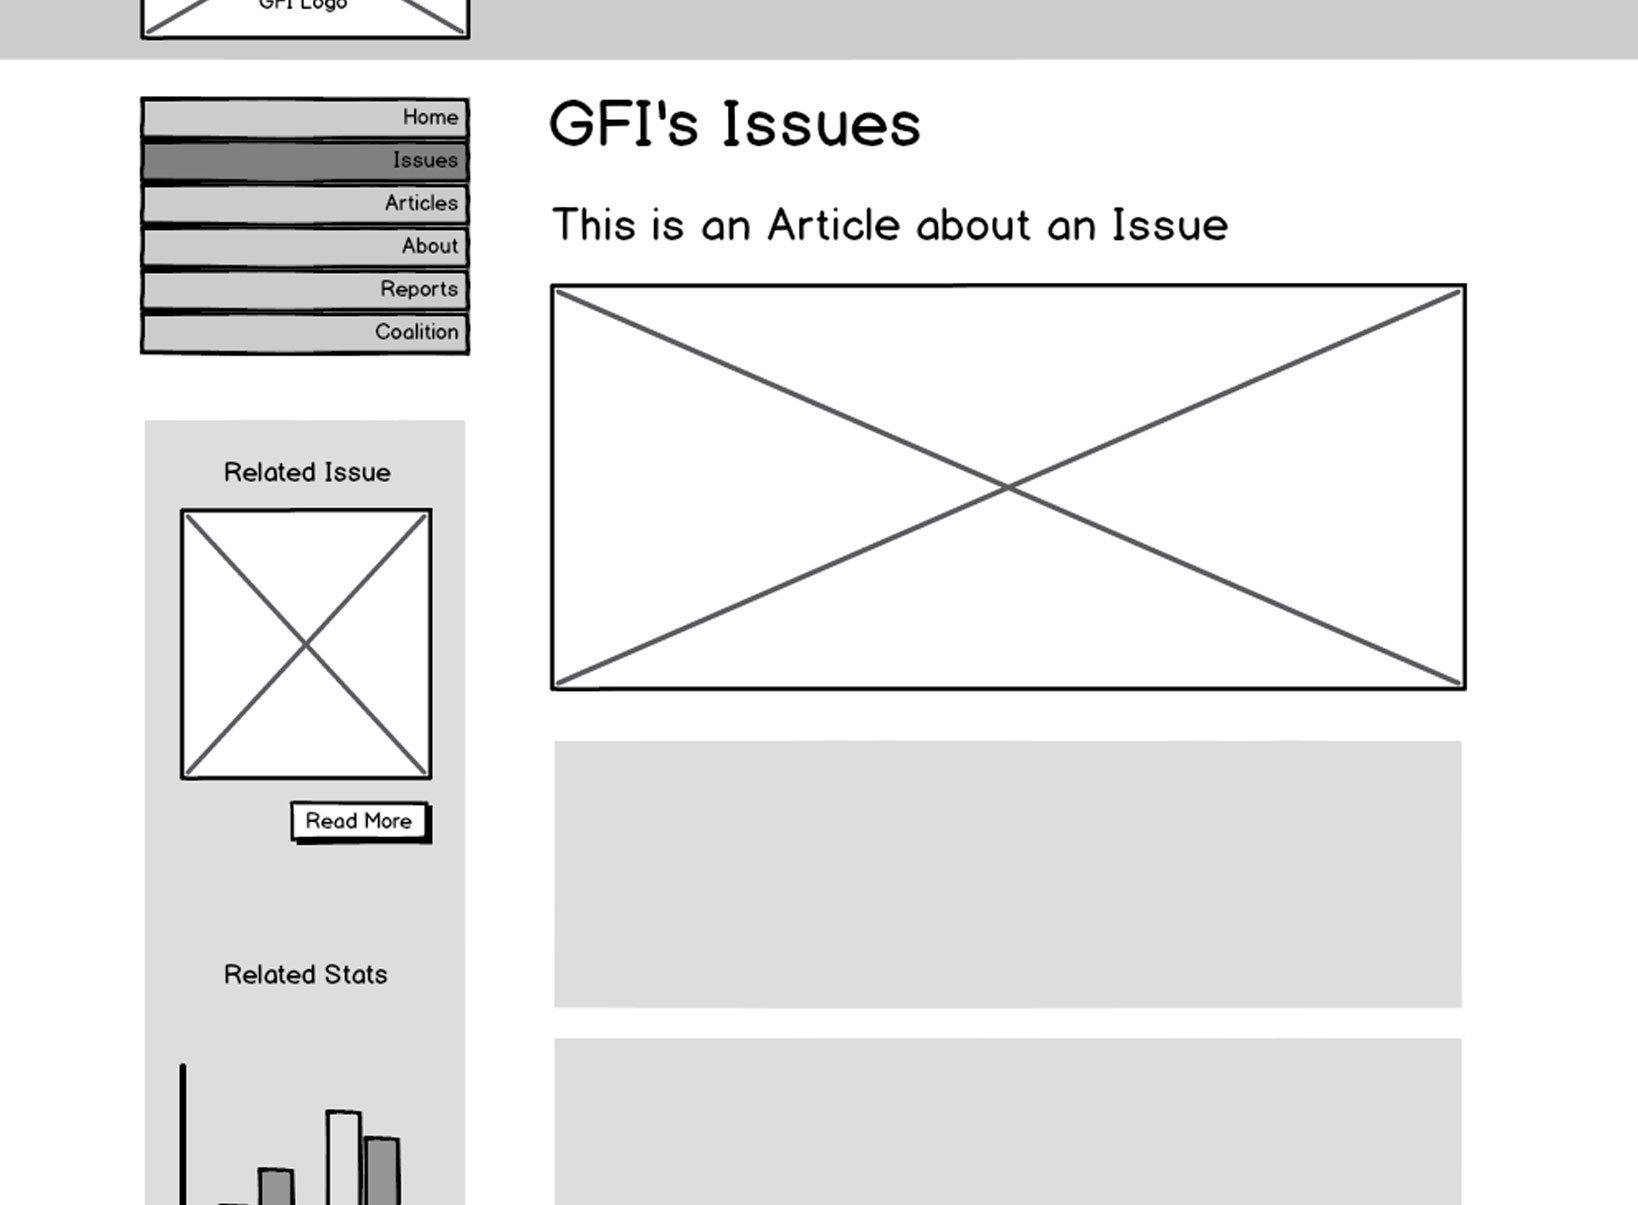 GFI Logo
Home
Issues
Articles
About
Reports
Coalition
GFI's Issues
This is an Article about an Issue
Related Issue
Read More
Related Stats